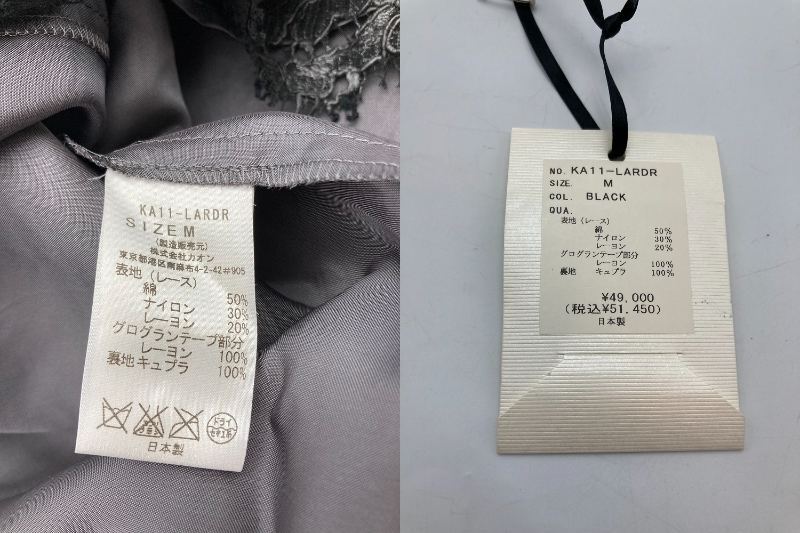 KA11-LARDR
SIZE M
(製造販売元)
株式会社カオン
東京都港区南麻布4-2-42#905
表地(レース)
綿 50%
ナイロン 30%
レーヨン 20%
グログランテープ部分
レーヨン 100%
裏地 キュプラ 100%
ドライ
セキユ系
日本製
NO. KA11-LARDR
SIZE. M
COL. BLACK
QUA.
表地(レース)
綿 50%
ナイロン 30%
レーヨン 20%
グログランテープ部分
レーヨン 100%
裏地 キュプラ 100%
¥49,000
(税込¥51,450)
日本製